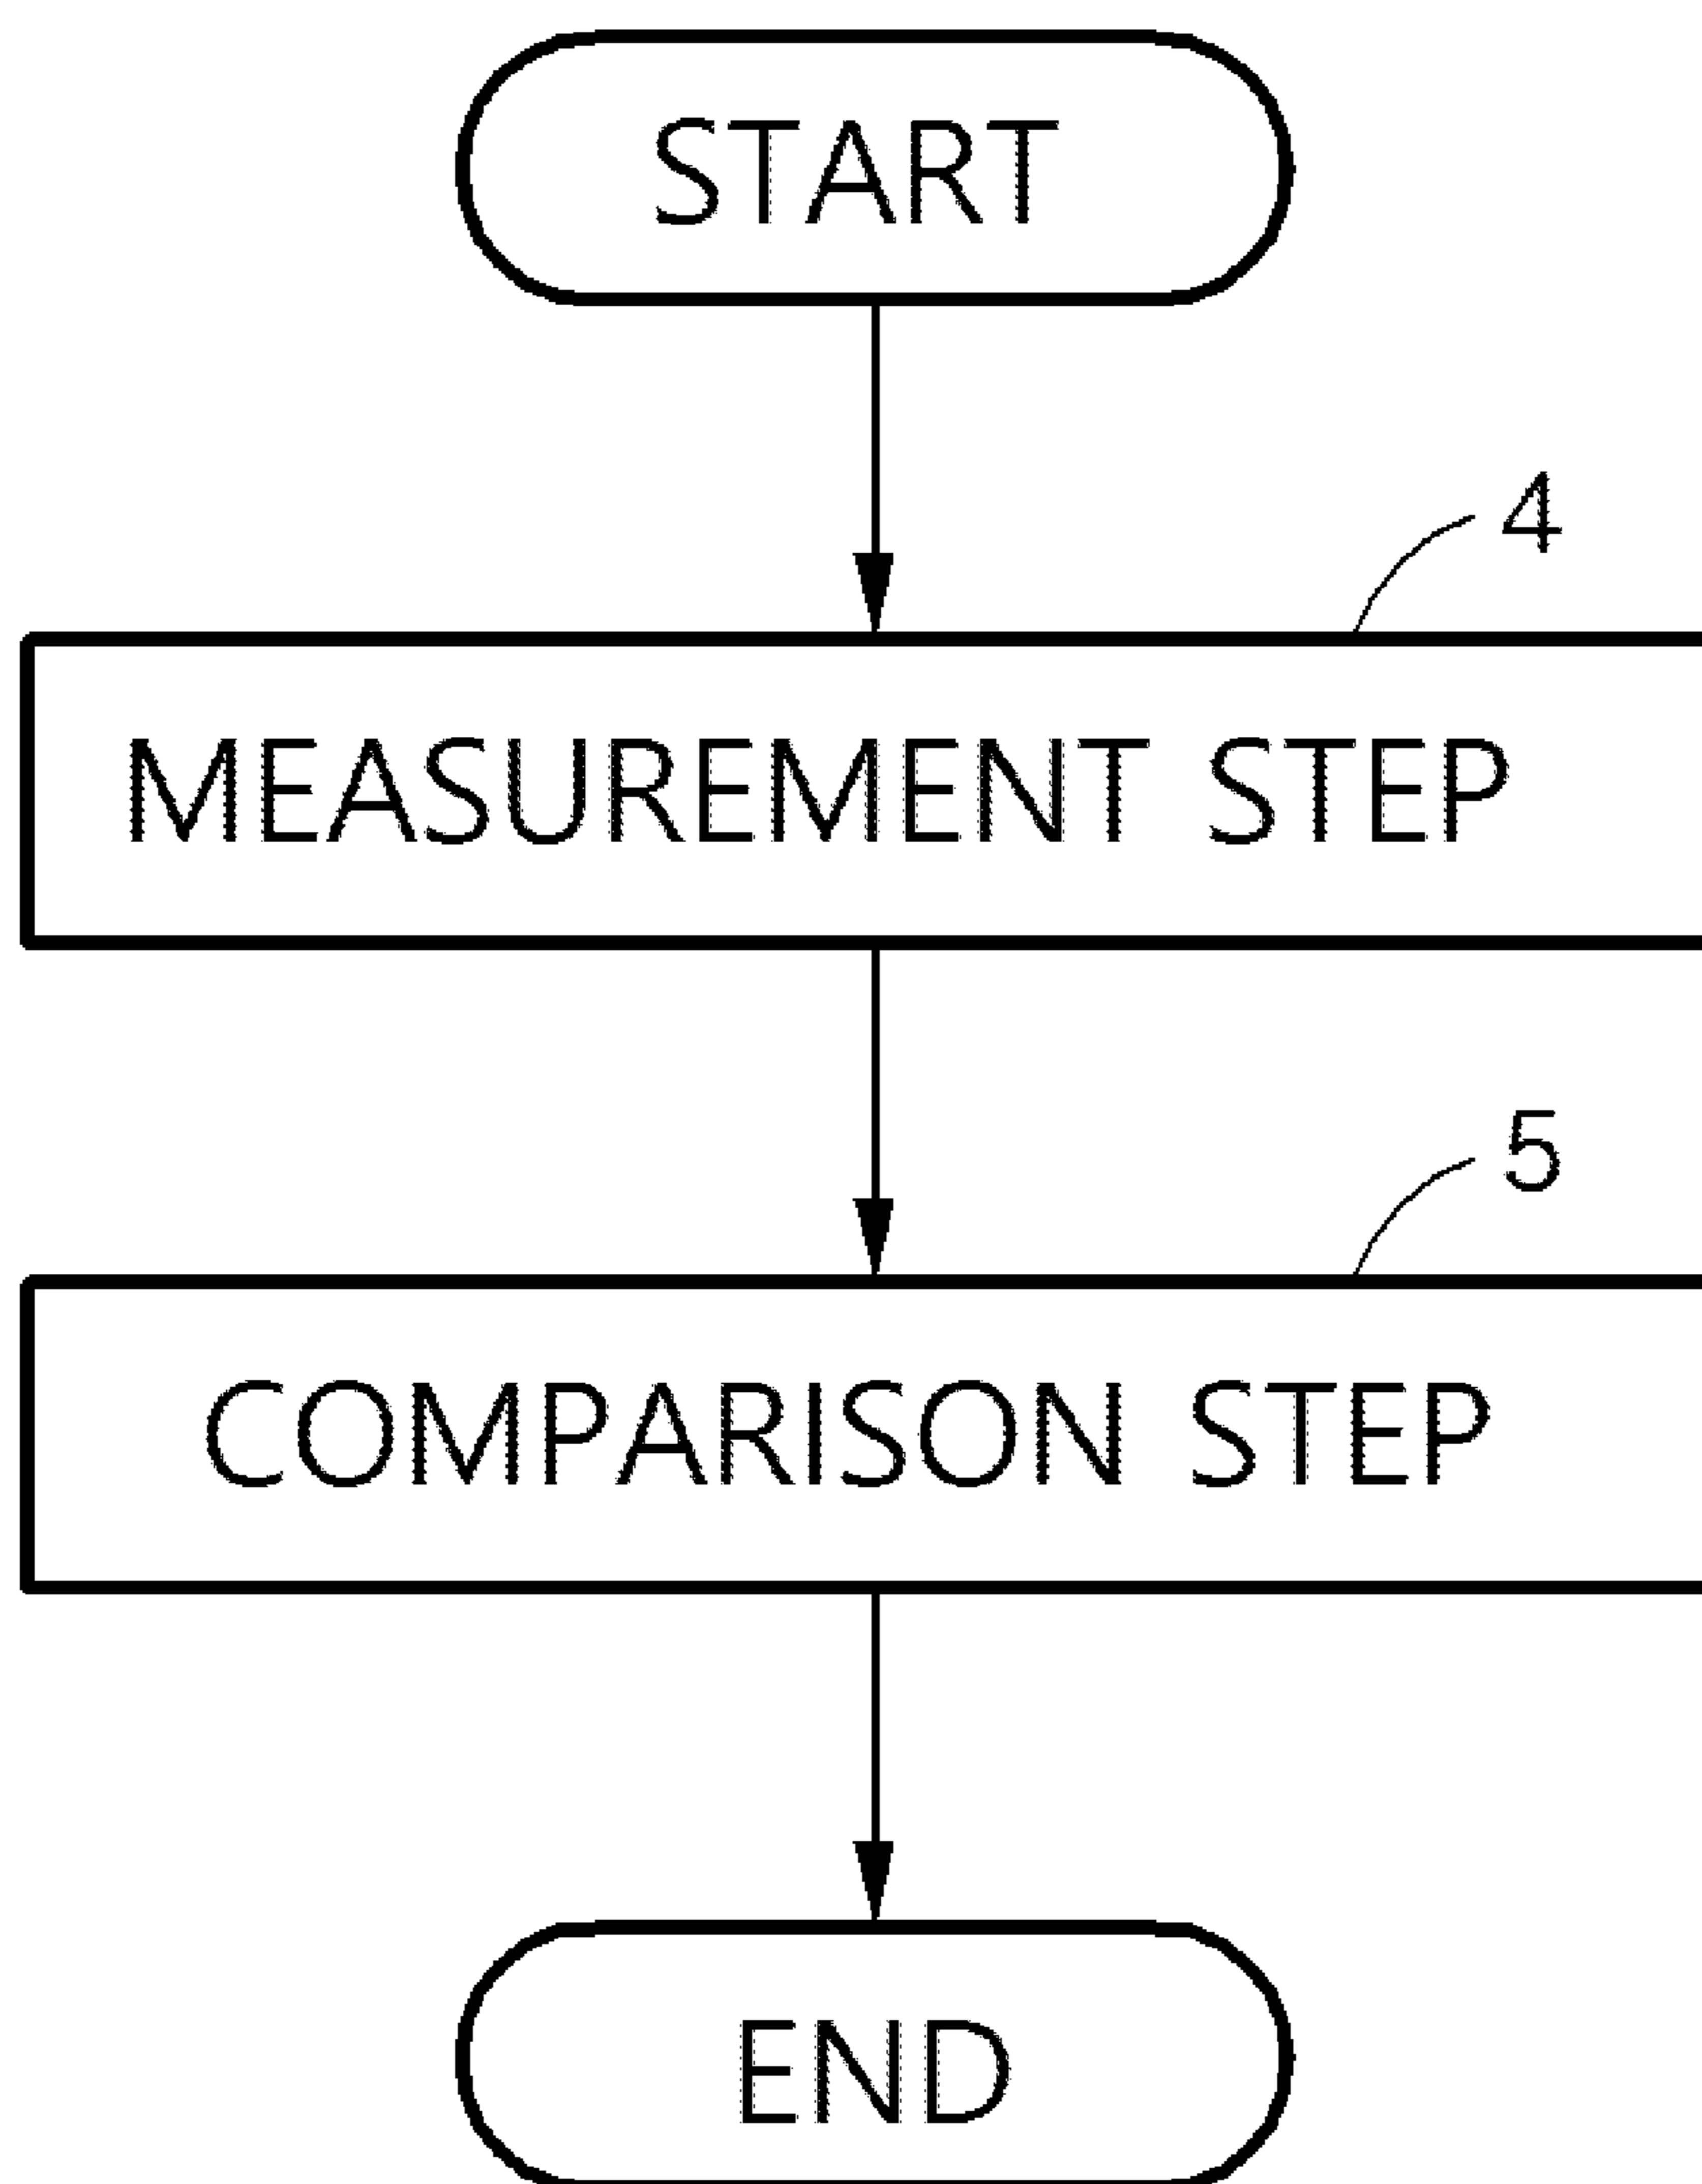 START
4
MEASUREMENT STEP
5
COMPARISON STEP
END